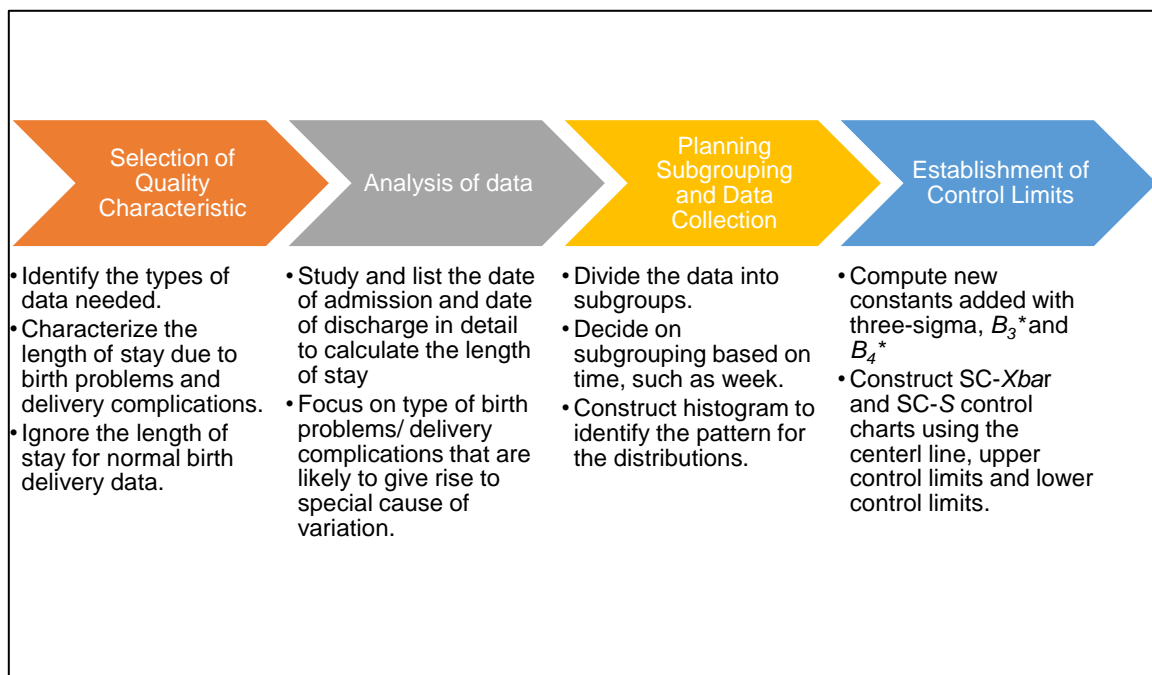 Selection of
Quality
Characteristic
• Identify the types of
data needed.
• Characterize the
length of stay due to
birth problems and
delivery complications.
• Ignore the length of
stay for normal birth
delivery data.
Analysis of data
• Study and list the date
of admission and date
of discharge in detail
to calculate the length
of stay
• Focus on type of birth
problems/ delivery
complications that are
likely to give rise to
special cause of
variation.
Planning
Subgrouping
and Data
Collection
• Divide the data into
subgroups.
• Decide on
subgrouping based on
time, such as week.
• Construct histogram to
identify the pattern for
the distributions.
Establishment of
Control Limits
• Compute new
constants added with
three-sigma, B₃* and
B₄*
• Construct SC-Xbar
and SC-S control
charts using the
centerl line, upper
control limits and lower
control limits.